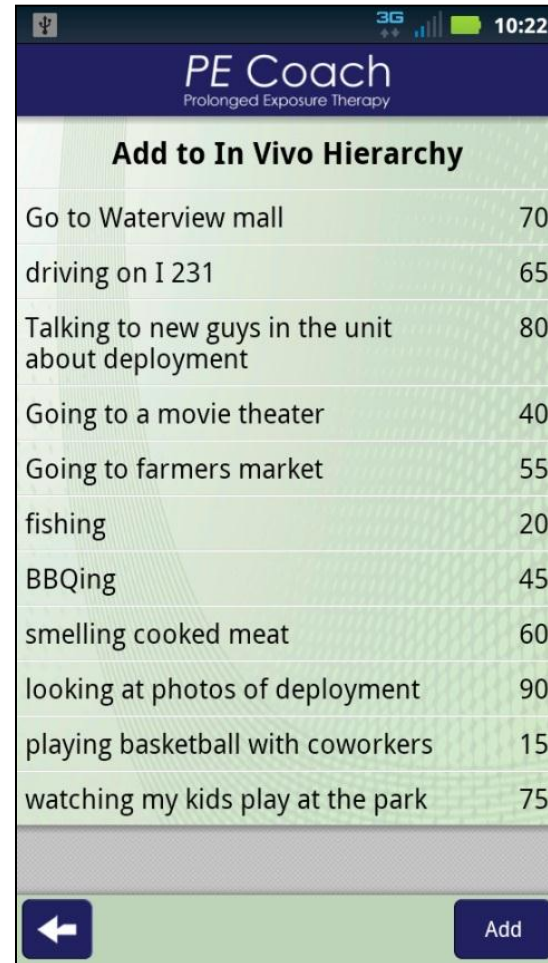 3G 10:22
PE Coach
Prolonged Exposure Therapy
Add to In Vivo Hierarchy
Go to Waterview mall 70
driving on I 231 65
Talking to new guys in the unit 80
about deployment
Going to a movie theater 40
Going to farmers market 55
fishing 20
BBQing 45
smelling cooked meat 60
looking at photos of deployment 90
playing basketball with coworkers 15
watching my kids play at the park 75
Add